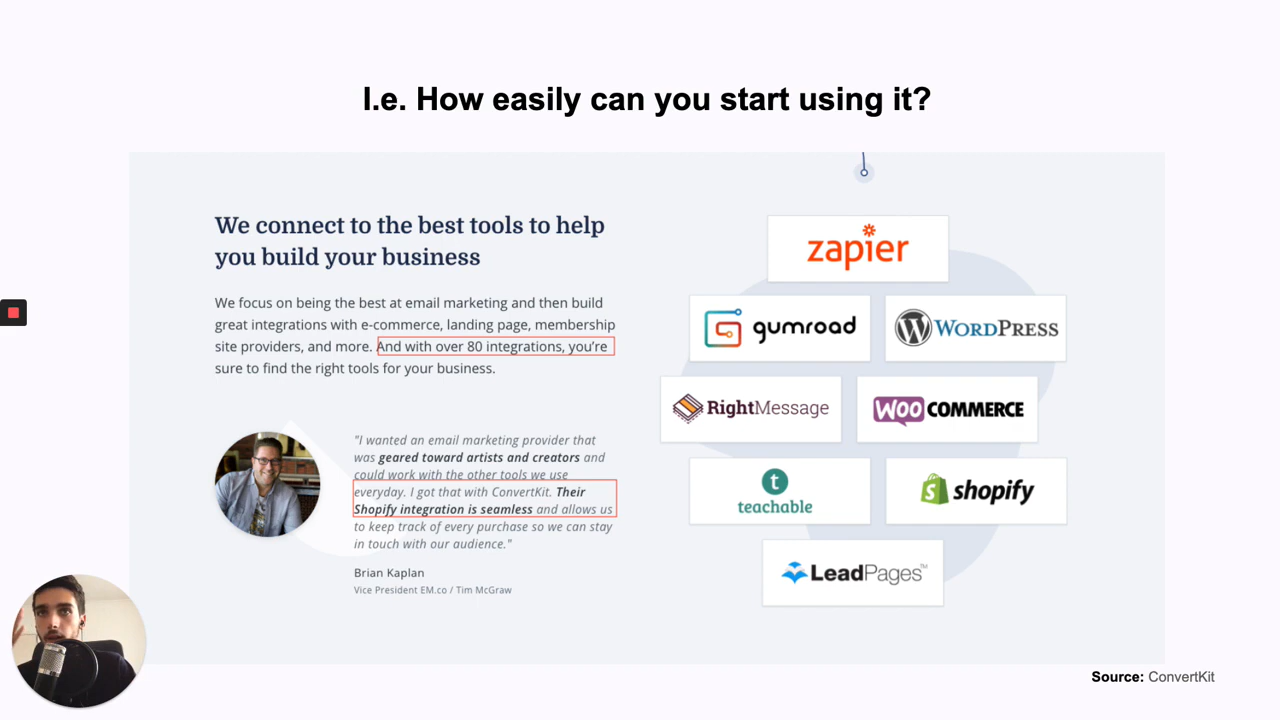 I.e. How easily can you start using it?
We connect to the best tools to help
you build your business
We focus on being the best at email marketing and then build
great integrations with e-commerce, landing page, membership
site providers, and more. And with over 80 integrations, you're
sure to find the right tools for your business.
"I wanted an email marketing provider that
was geared toward artists and creators and
could work with the other tools we use
everyday. I got that with ConvertKit. Their
Shopify integration is seamless and allows us
to keep track of every purchase so we can stay
in touch with our audience."
Brian Kaplan
Vice President EM.co / Tim McGraw
zapier
gumroad
WORDPRESS
RightMessage
WOO COMMERCE
t
teachable
shopify
LeadPages™
Source: ConvertKit